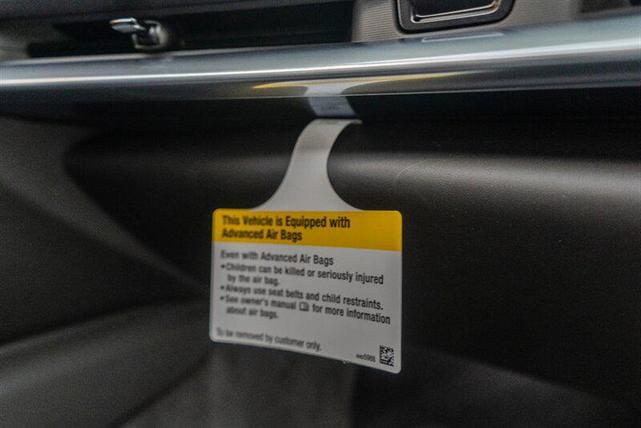 This Vehicle is Equipped with
Advanced Air Bags
Even with Advanced Air Bags
• Children can be killed or seriously injured
by the air bag.
• Always use seat belts and child restraints.
• See owner's manual for more information
about air bags.
To be removed by customer only.